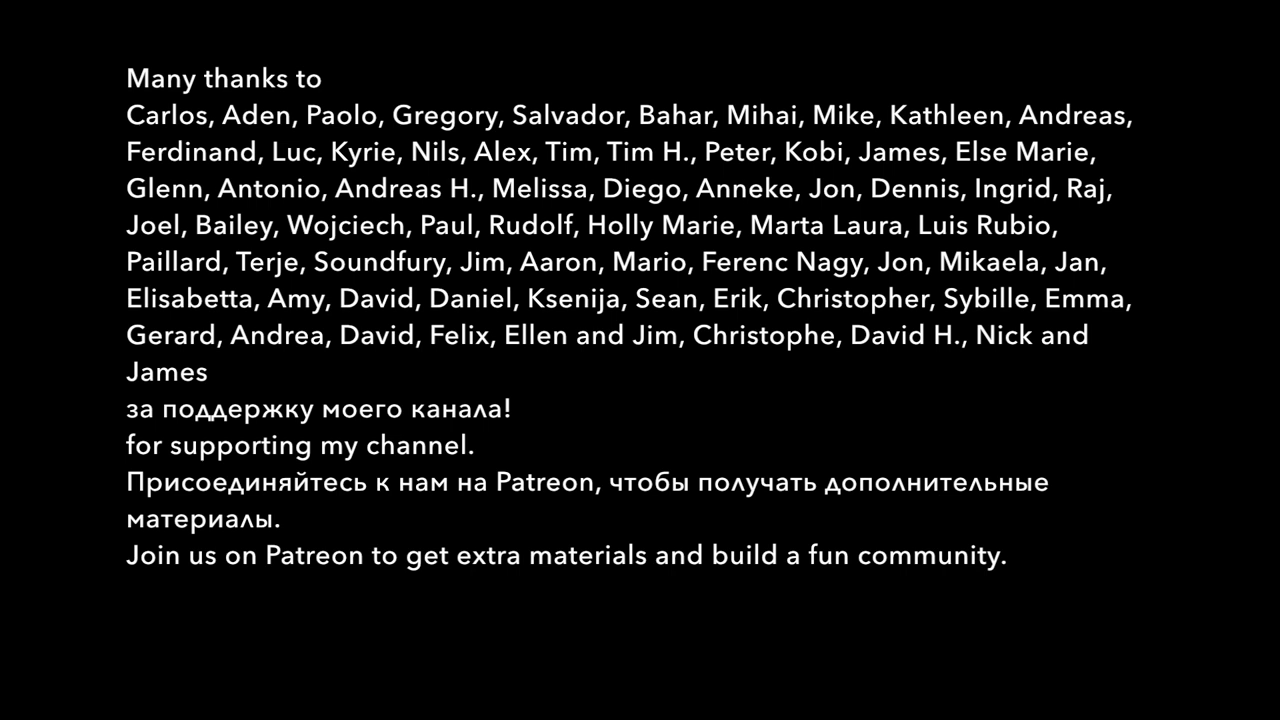 Many thanks to
Carlos, Aden, Paolo, Gregory, Salvador, Bahar, Mihai, Mike, Kathleen, Andreas,
Ferdinand, Luc, Kyrie, Nils, Alex, Tim, Tim H., Peter, Kobi, James, Else Marie,
Glenn, Antonio, Andreas H., Melissa, Diego, Anneke, Jon, Dennis, Ingrid, Raj,
Joel, Bailey, Wojciech, Paul, Rudolf, Holly Marie, Marta Laura, Luis Rubio,
Paillard, Terje, Soundfury, Jim, Aaron, Mario, Ferenc Nagy, Jon, Mikaela, Jan,
Elisabetta, Amy, David, Daniel, Ksenija, Sean, Erik, Christopher, Sybille, Emma,
Gerard, Andrea, David, Felix, Ellen and Jim, Christophe, David H., Nick and
James
за поддержку моего канала!
for supporting my channel.
Присоединяйтесь к нам на Patreon, чтобы получать дополнительные
материалы.
Join us on Patreon to get extra materials and build a fun community.